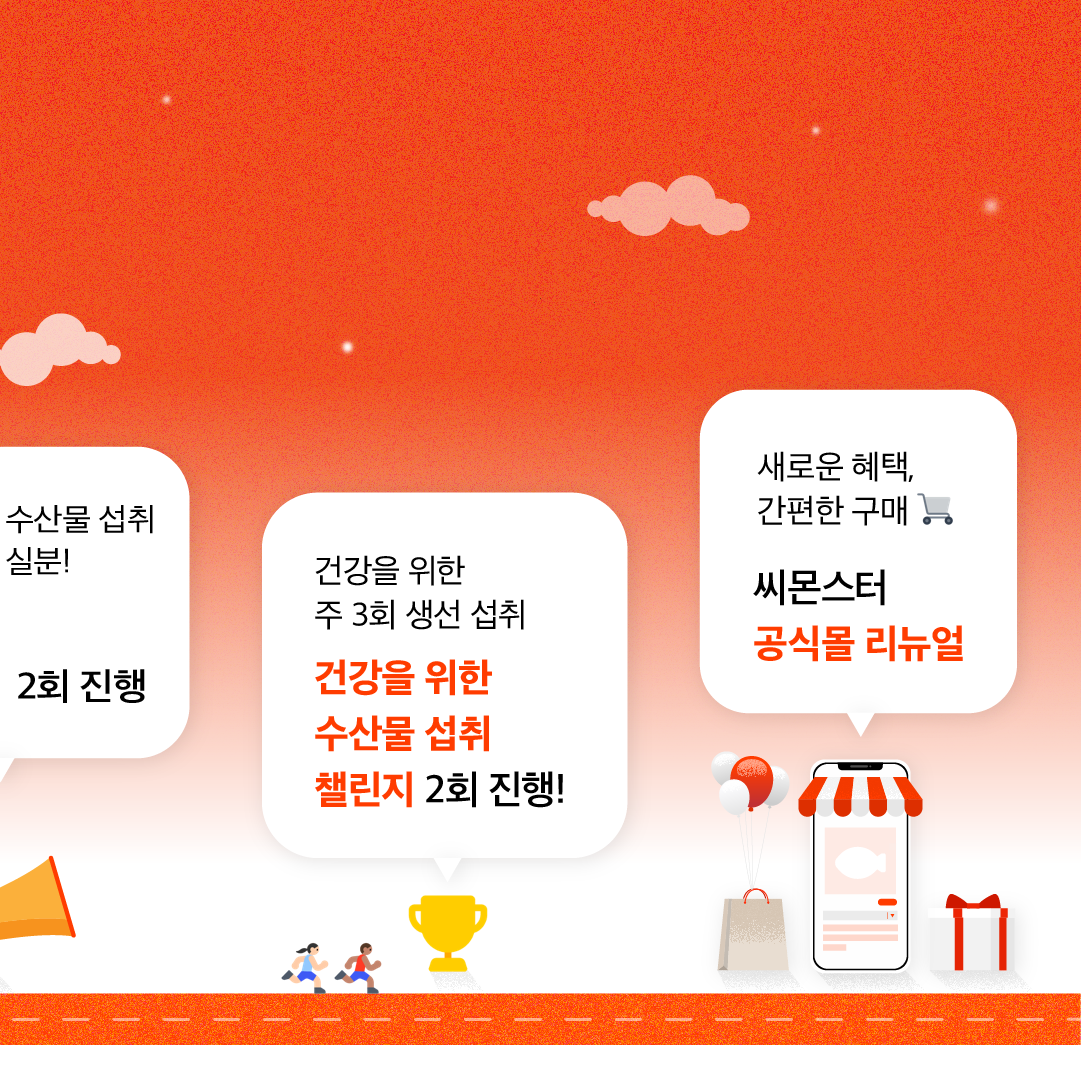 수산물 섭취
실분!
2회 진행
건강을 위한
주 3회 생선 섭취
건강을 위한
수산물 섭취
챌린지 2회 진행!
새로운 혜택,
간편한 구매
씨몬스터
공식몰 리뉴얼